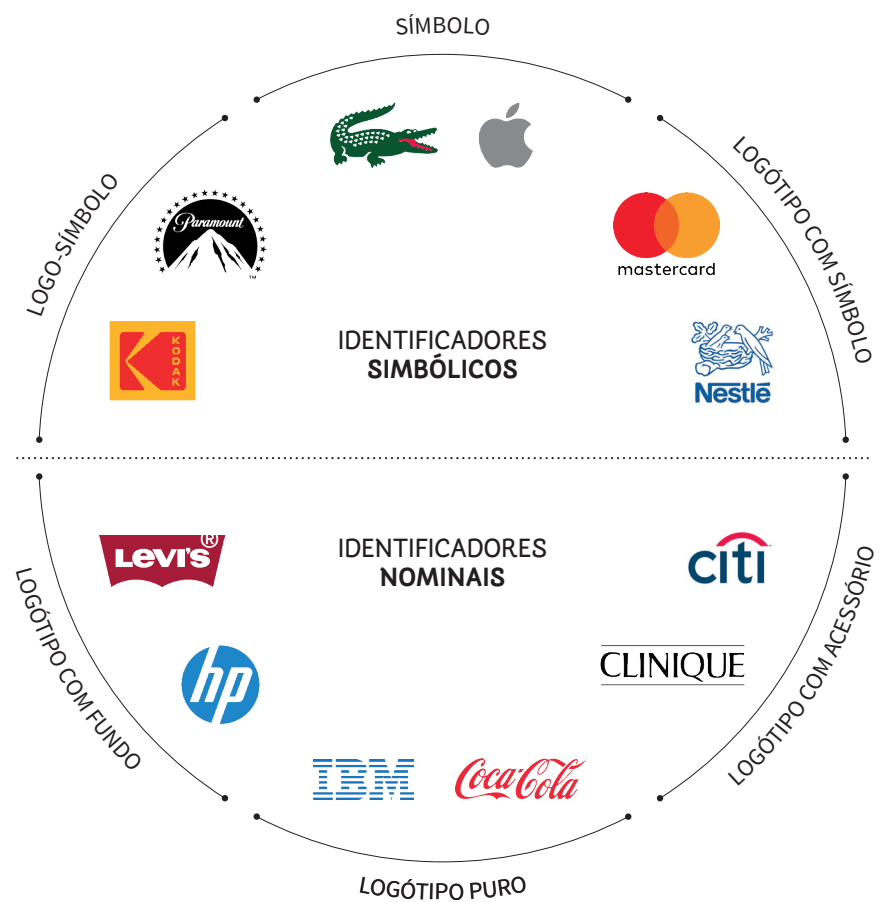 SÍMBOLO
LOGO-SÍMBOLO
LOGÓTIPO COM SÍMBOLO
Paramount
TM
mastercard
KODAK
IDENTIFICADORES
SIMBÓLICOS
Nestlé
LEVI'S®
IDENTIFICADORES
NOMINAIS
citi
hp
CLINIQUE
LOGÓTIPO COM FUNDO
LOGÓTIPO COM ACESSÓRIO
IBM
Coca-Cola
LOGÓTIPO PURO